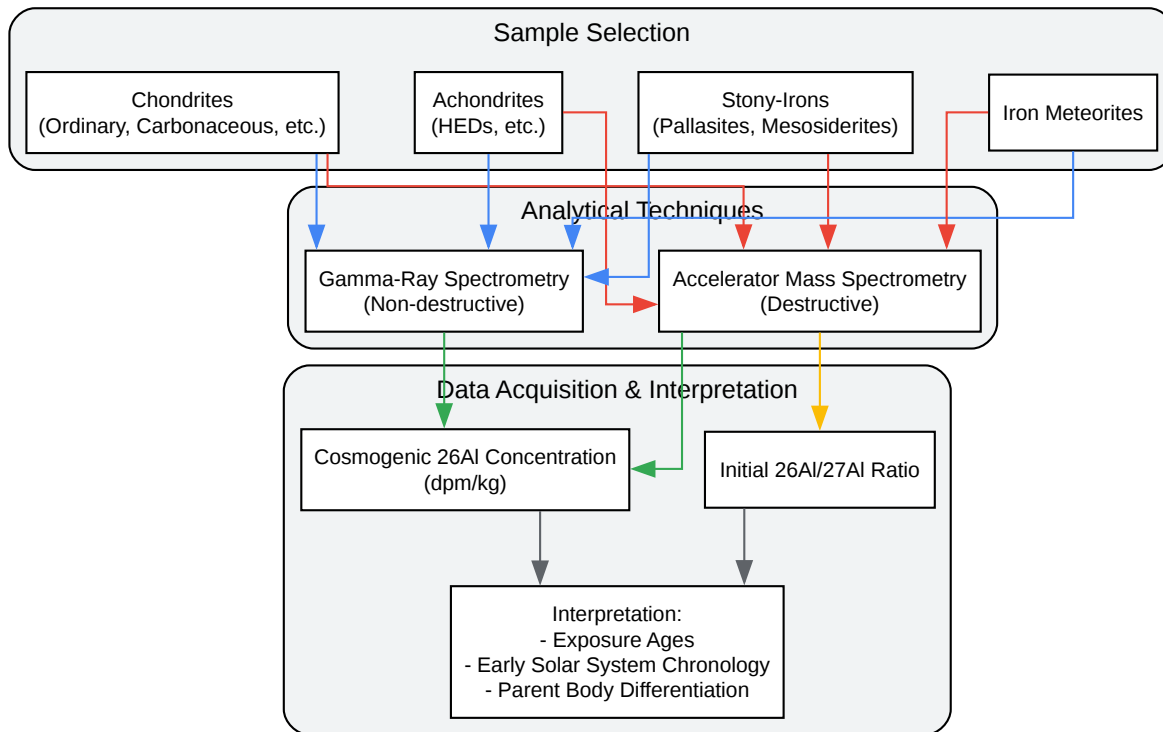 Sample Selection
Chondrites
(Ordinary, Carbonaceous, etc.)
Achondrites
(HEDs, etc.)
Stony-Irons
(Pallasites, Mesosiderites)
Iron Meteorites
Analytical Techniques
Gamma-Ray Spectrometry
(Non-destructive)
Accelerator Mass Spectrometry
(Destructive)
Data Acquisition & Interpretation
Cosmogenic 26Al Concentration
(dpm/kg)
Initial 26Al/27Al Ratio
Interpretation:
- Exposure Ages
- Early Solar System Chronology
- Parent Body Differentiation